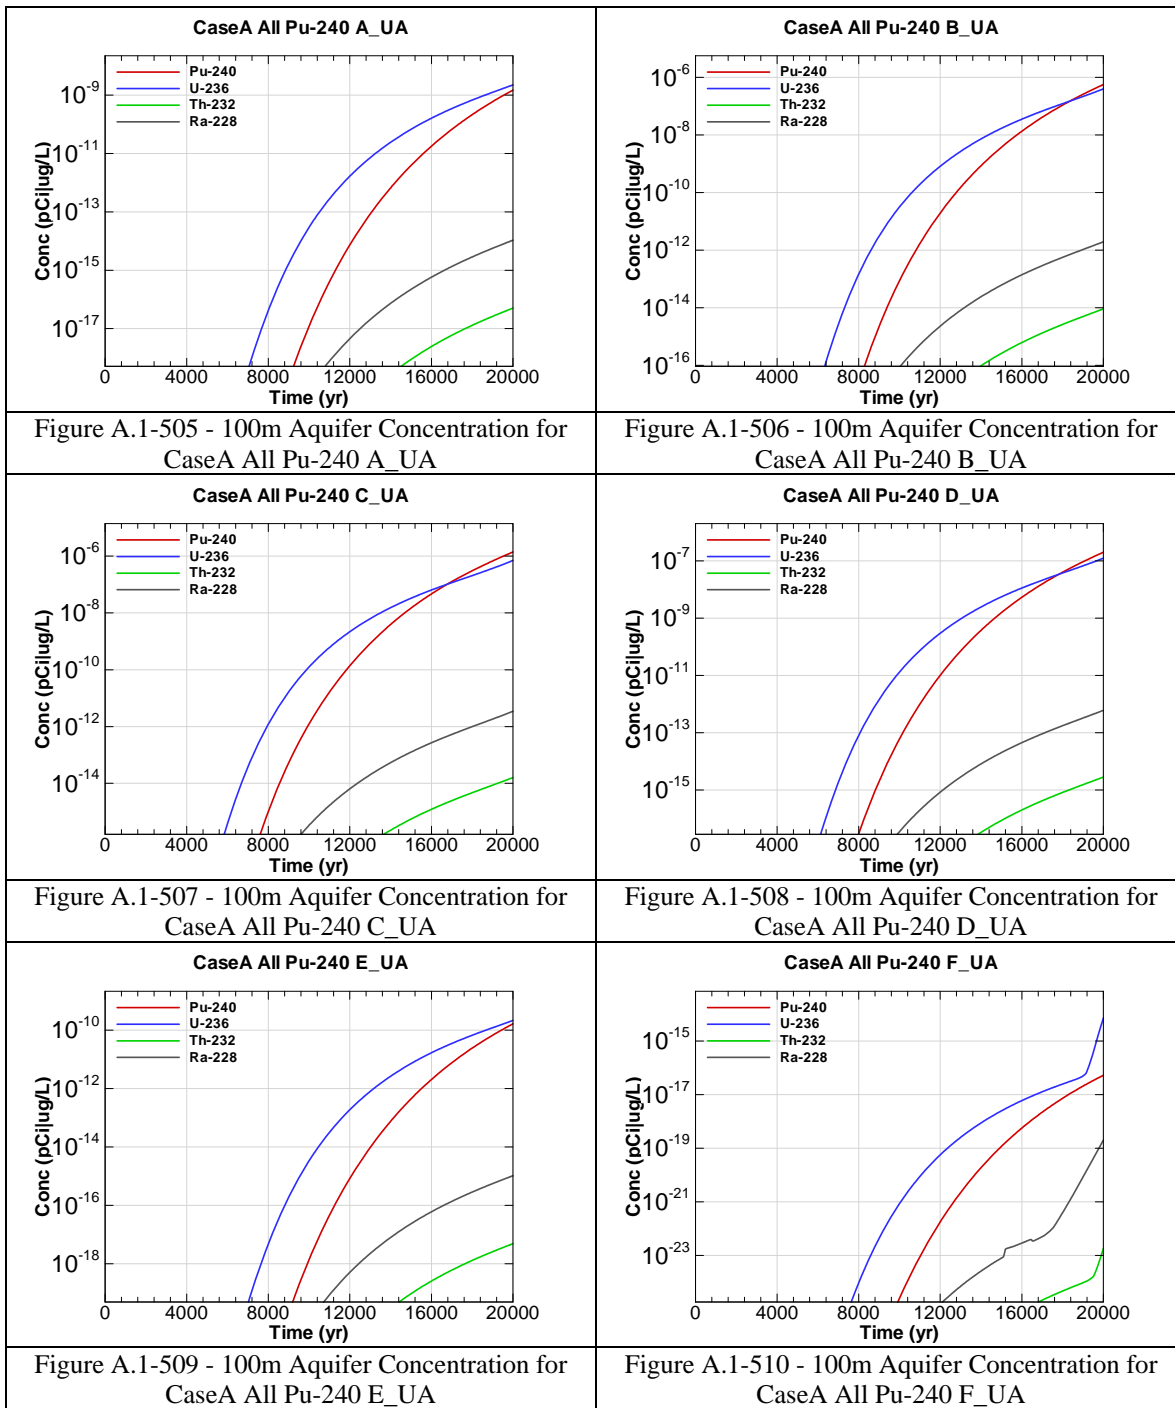 CaseA All Pu-240 A_UA
Conc (pCi|ug/L)
10-9
10-11
10-13
10-15
10-17
Pu-240
U-236
Th-232
Ra-228
0 4000 8000 12000 16000 20000
Time (yr)
Figure A.1-505 - 100m Aquifer Concentration for
CaseA All Pu-240 A_UA
CaseA All Pu-240 B_UA
Conc (pCi|ug/L)
10-6
10-8
10-10
10-12
10-14
10-16
Pu-240
U-236
Th-232
Ra-228
0 4000 8000 12000 16000 20000
Time (yr)
Figure A.1-506 - 100m Aquifer Concentration for
CaseA All Pu-240 B_UA
CaseA All Pu-240 C_UA
Conc (pCi|ug/L)
10-6
10-8
10-10
10-12
10-14
Pu-240
U-236
Th-232
Ra-228
0 4000 8000 12000 16000 20000
Time (yr)
Figure A.1-507 - 100m Aquifer Concentration for
CaseA All Pu-240 C_UA
CaseA All Pu-240 D_UA
Conc (pCi|ug/L)
10-7
10-9
10-11
10-13
10-15
Pu-240
U-236
Th-232
Ra-228
0 4000 8000 12000 16000 20000
Time (yr)
Figure A.1-508 - 100m Aquifer Concentration for
CaseA All Pu-240 D_UA
CaseA All Pu-240 E_UA
Conc (pCi|ug/L)
10-10
10-12
10-14
10-16
10-18
Pu-240
U-236
Th-232
Ra-228
0 4000 8000 12000 16000 20000
Time (yr)
Figure A.1-509 - 100m Aquifer Concentration for
CaseA All Pu-240 E_UA
CaseA All Pu-240 F_UA
Conc (pCi|ug/L)
10-15
10-17
10-19
10-21
10-23
Pu-240
U-236
Th-232
Ra-228
0 4000 8000 12000 16000 20000
Time (yr)
Figure A.1-510 - 100m Aquifer Concentration for
CaseA All Pu-240 F_UA